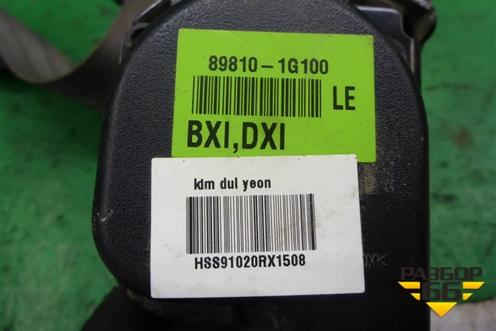 89810-1G100
LE
BXI,DXI
kim dul yeon
HSS91020RX1508
РАЗБОР
66